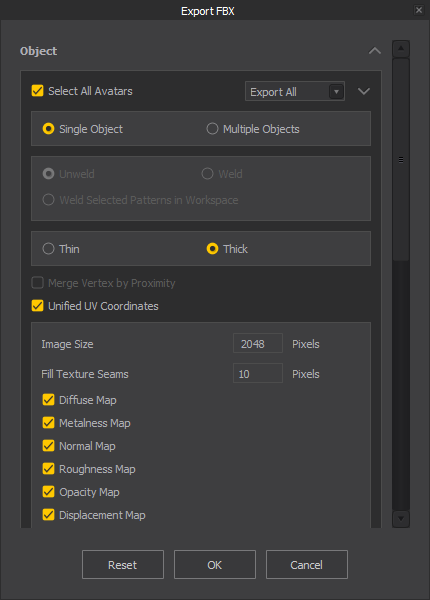 Export FBX
Object
Select All Avatars Export All
Single Object Multiple Objects
Unweld Weld
Weld Selected Patterns in Workspace
Thin Thick
Merge Vertex by Proximity
Unified UV Coordinates
Image Size 2048 Pixels
Fill Texture Seams 10 Pixels
Diffuse Map
Metalness Map
Normal Map
Roughness Map
Opacity Map
Displacement Map
Reset OK Cancel